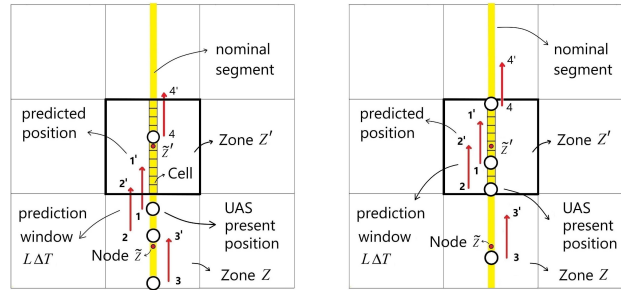 nominal
segment
4'
predicted
position
4
Zone Z'
z̃'
1'
Cell
2'
prediction
window
LΔT
1
2
UAS
present
position
3'
Node z̃
3
Zone Z
nominal
segment
4'
predicted
position
4
1'
Zone Z'
2'
z̃'
1
2
prediction
window
LΔT
UAS
present
position
3'
Node z̃
3
Zone Z